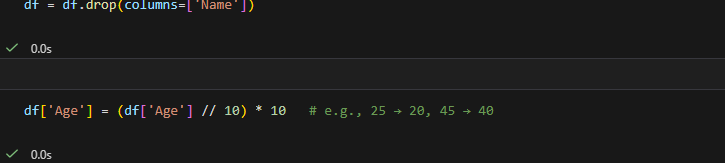 df = df.drop(columns=['Name'])
0.0s
df['Age'] = (df['Age'] // 10) * 10   # e.g., 25 → 20, 45 → 40
0.0s